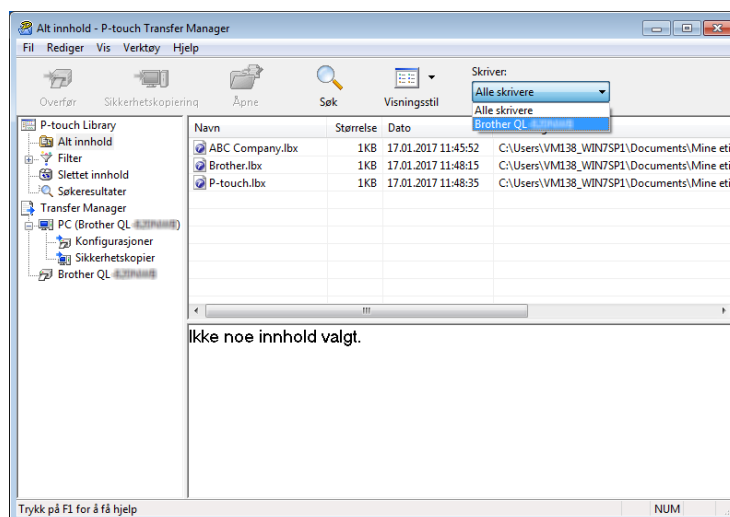 Alt innhold - P-touch Transfer Manager
Fil Rediger Vis Verktøy Hjelp
Overfør Sikkerhetskopiering Åpne Søk Visningsstil
Skriver:
Alle skrivere
Alle skrivere
Brother QL
P-touch Library
Alt innhold
Filter
Slettet innhold
Søkeresultater
Transfer Manager
PC (Brother QL )
Konfigurasjoner
Sikkerhetskopier
Brother QL
Navn Størrelse Dato
ABC Company.lbx 1KB 17.01.2017 11:45:52 C:\Users\VM138_WIN7SP1\Documents\Mine eti
Brother.lbx 1KB 17.01.2017 11:48:15 C:\Users\VM138_WIN7SP1\Documents\Mine eti
P-touch.lbx 1KB 17.01.2017 11:48:35 C:\Users\VM138_WIN7SP1\Documents\Mine eti
Ikke noe innhold valgt.
Trykk på F1 for å få hjelp NUM